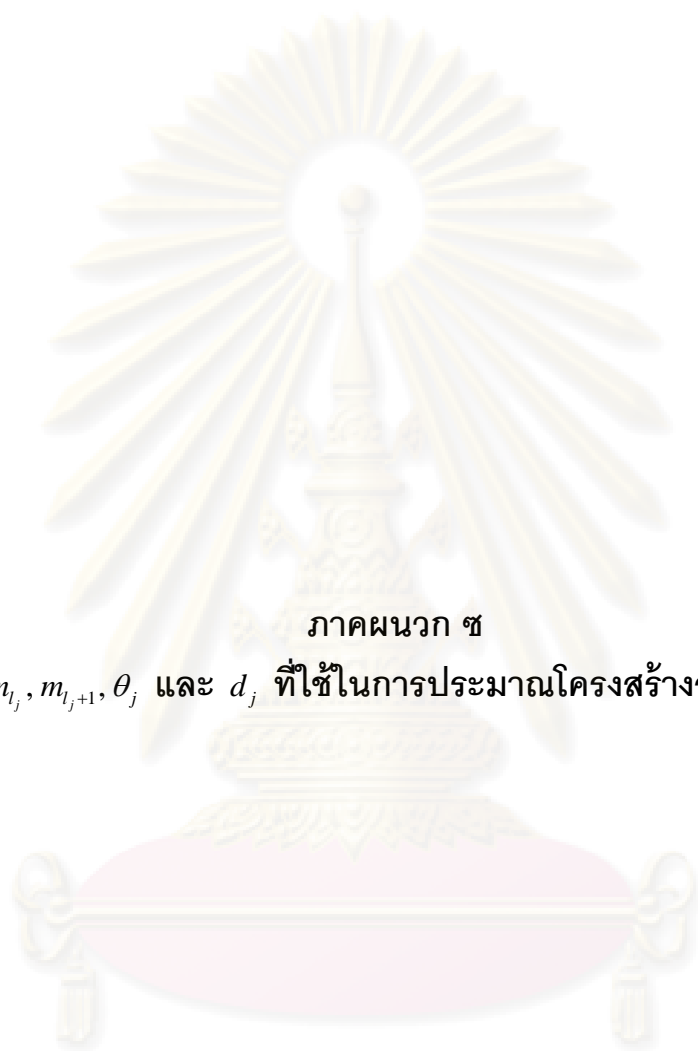 ภาคผนวก ซ
m_{l_j}, m_{l_j+1}, θ_j และ d_j ที่ใช้ในการประมาณโครงสร้าง